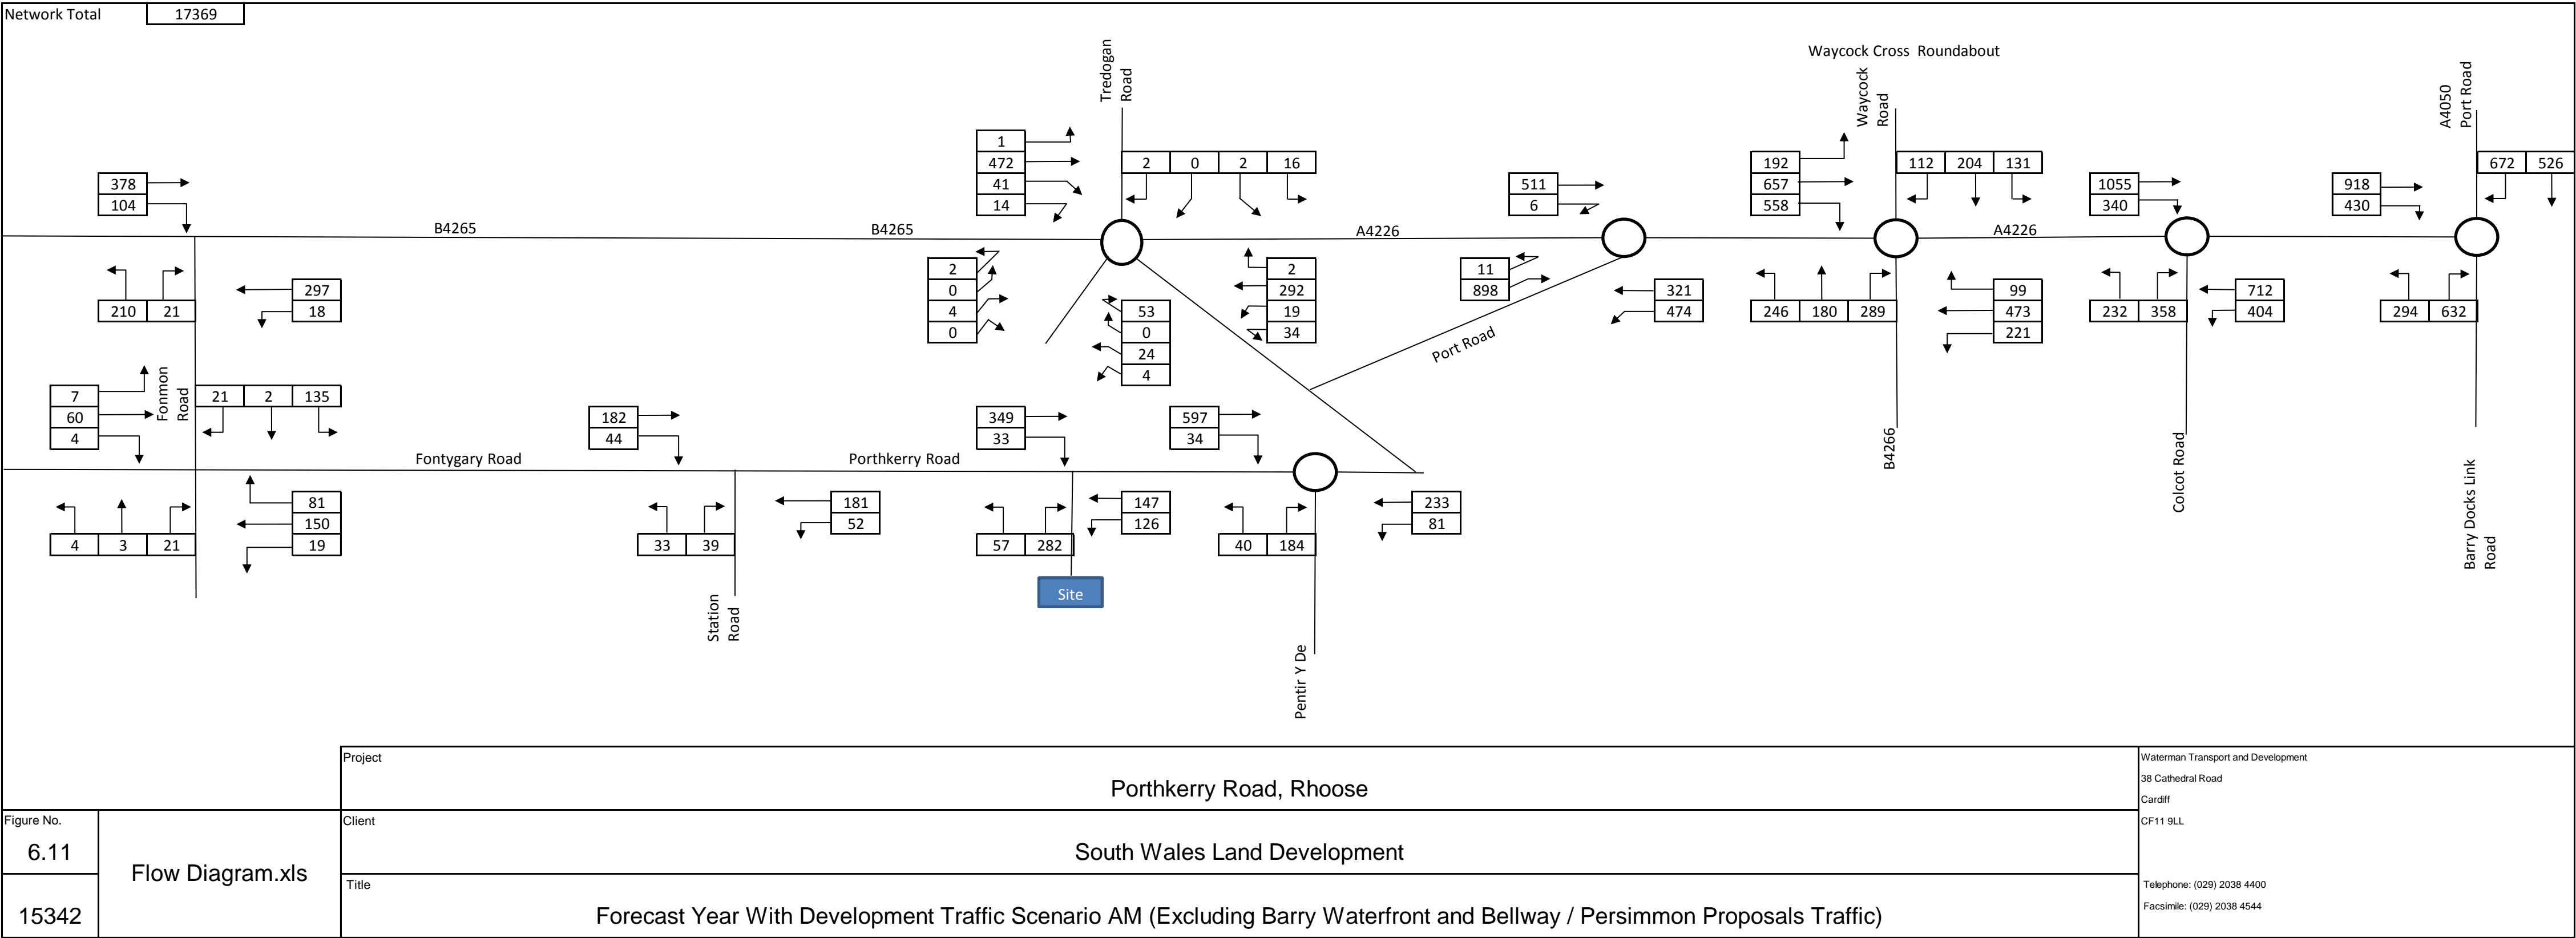 Network Total 17369
Waycock Cross Roundabout
Tredogan
Road
Waycock
Road
A4050
Port Road
1
472
41
14
2 0 2 16
192
657
558
112 204 131
672 526
378
104
511
6
1055
340
918
430
B4265
B4265
A4226
A4226
2
0
4
0
2
292
19
34
11
898
53
0
24
4
321
474
Port Road
210 21
297
18
246 180 289
99
473
221
232 358
712
404
294 632
7
60
4
Fonmon
Road
21 2 135
182
44
349
33
597
34
Fontygary Road
Porthkerry Road
B4266
Colcot Road
Barry Docks Link
Road
4 3 21
81
150
19
33 39
181
52
57 282
147
126
40 184
233
81
Site
Station
Road
Pentir Y De
Project
Porthkerry Road, Rhoose
Waterman Transport and Development
38 Cathedral Road
Cardiff
CF11 9LL
Figure No.
6.11
Flow Diagram.xls
Client
South Wales Land Development
15342
Title
Forecast Year With Development Traffic Scenario AM (Excluding Barry Waterfront and Bellway / Persimmon Proposals Traffic)
Telephone: (029) 2038 4400
Facsimile: (029) 2038 4544